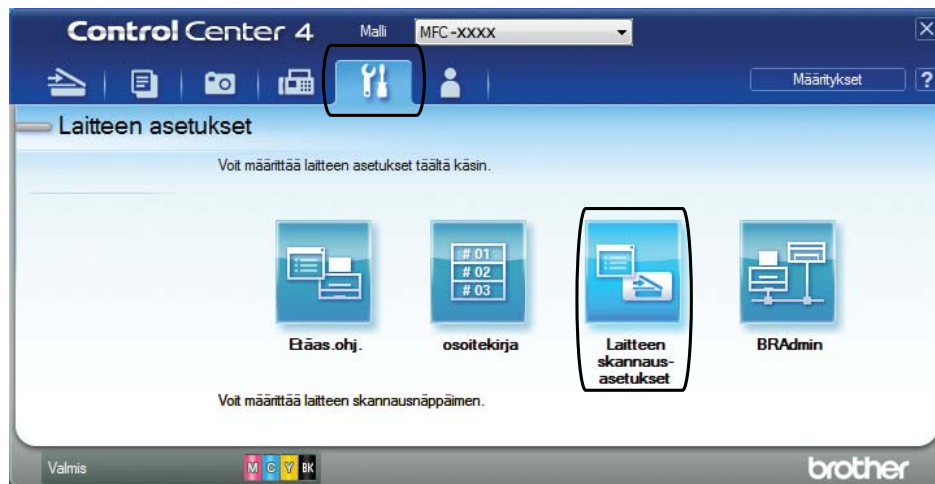 Control Center 4 Malli MFC-XXXX
Määritykset ?
Laitteen asetukset
Voit määrittää laitteen asetukset täältä käsin.
# 01
# 02
# 03
Etäas.ohj. osoitekirja Laitteen skannaus-asetukset BRAdmin
Voit määrittää laitteen skannausnäppäimen.
Valmis M C Y BK brother